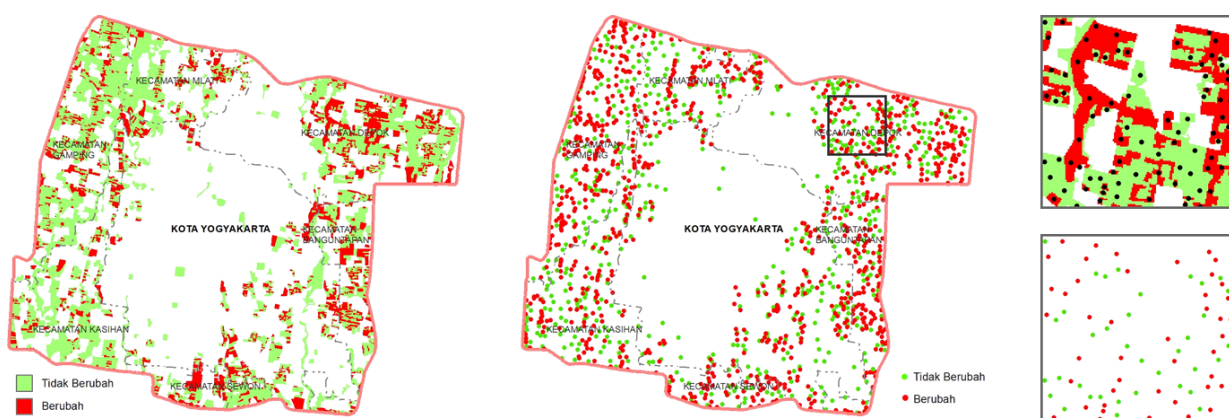 KECAMATAN MLATI
KECAMATAN DEPOK
KECAMATAN
GAMPING
KOTA YOGYAKARTA
KECAMATAN
BANGUNTAPAN
KECAMATAN KASIHAN
KECAMATAN SEWON
Tidak Berubah
Berubah
KECAMATAN MLATI
KECAMATAN DEPOK
KECAMATAN
GAMPING
KOTA YOGYAKARTA
KECAMATAN
BANGUNTAPAN
KECAMATAN KASIHAN
KECAMATAN SEWON
Tidak Berubah
Berubah